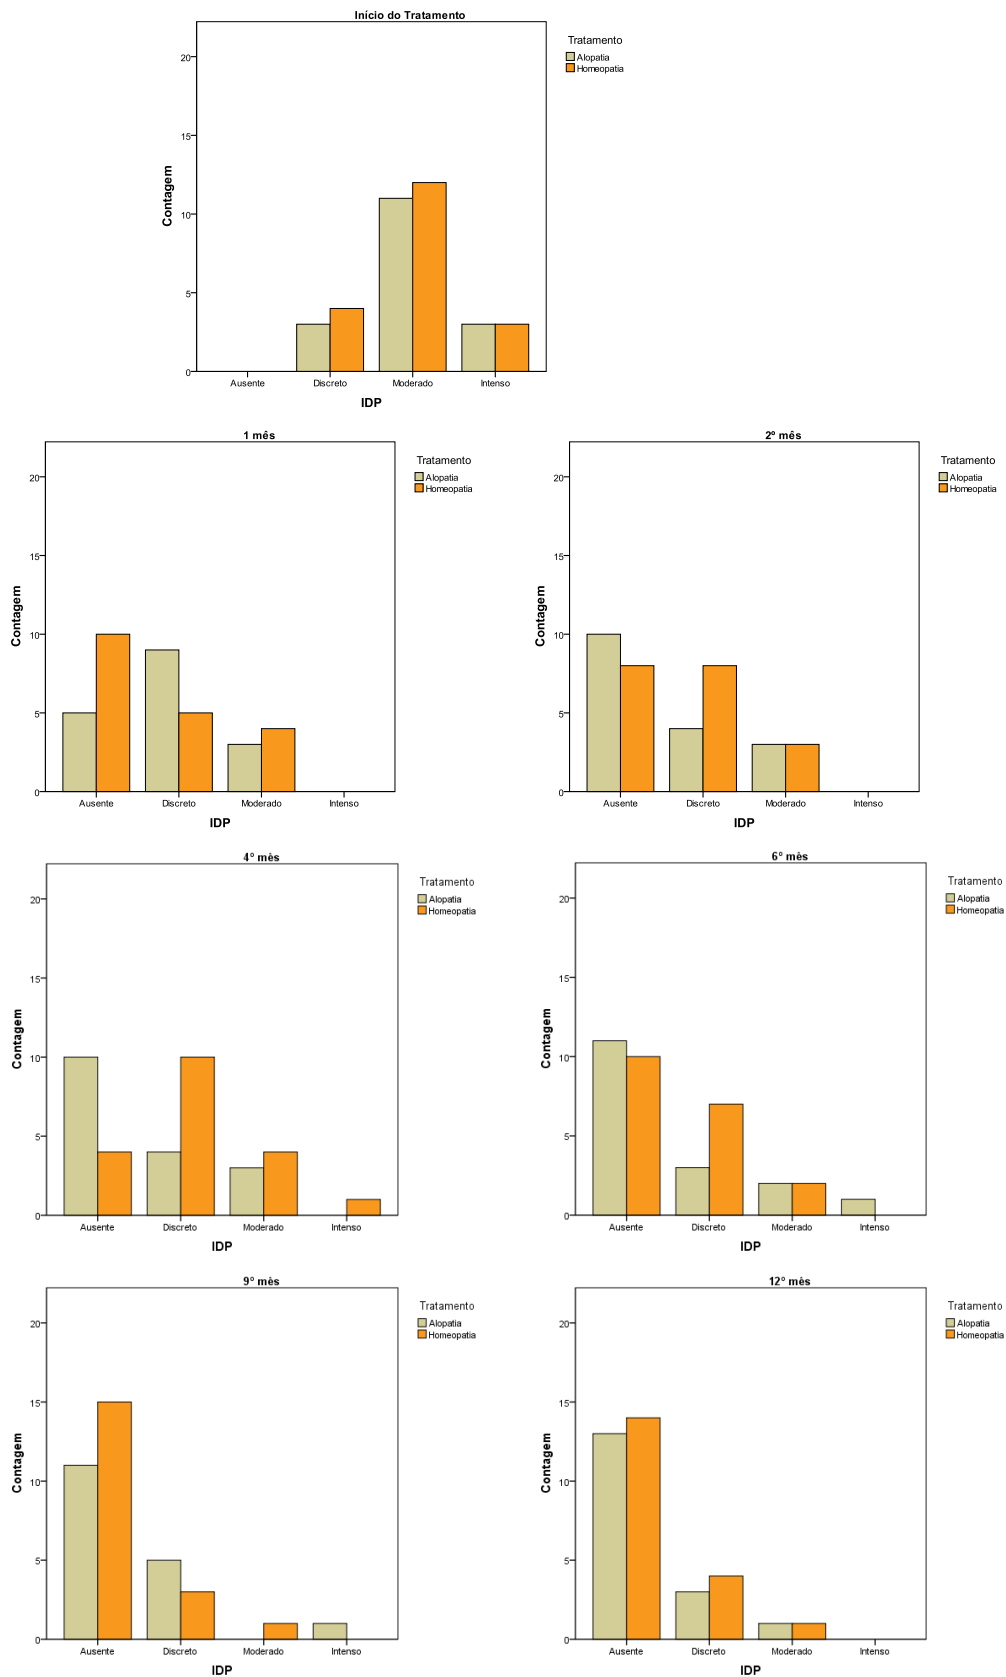 Início do Tratamento
Tratamento
Alopatia
Homeopatia
Contagem
20
15
10
5
0
Ausente Discreto Moderado Intenso
IDP
1 mês
Tratamento
Alopatia
Homeopatia
Contagem
20
15
10
5
0
Ausente Discreto Moderado Intenso
IDP
2º mês
Tratamento
Alopatia
Homeopatia
Contagem
20
15
10
5
0
Ausente Discreto Moderado Intenso
IDP
4º mês
Tratamento
Alopatia
Homeopatia
Contagem
20
15
10
5
0
Ausente Discreto Moderado Intenso
IDP
6º mês
Tratamento
Alopatia
Homeopatia
Contagem
20
15
10
5
0
Ausente Discreto Moderado Intenso
IDP
9º mês
Tratamento
Alopatia
Homeopatia
Contagem
20
15
10
5
0
Ausente Discreto Moderado Intenso
IDP
12º mês
Tratamento
Alopatia
Homeopatia
Contagem
20
15
10
5
0
Ausente Discreto Moderado Intenso
IDP